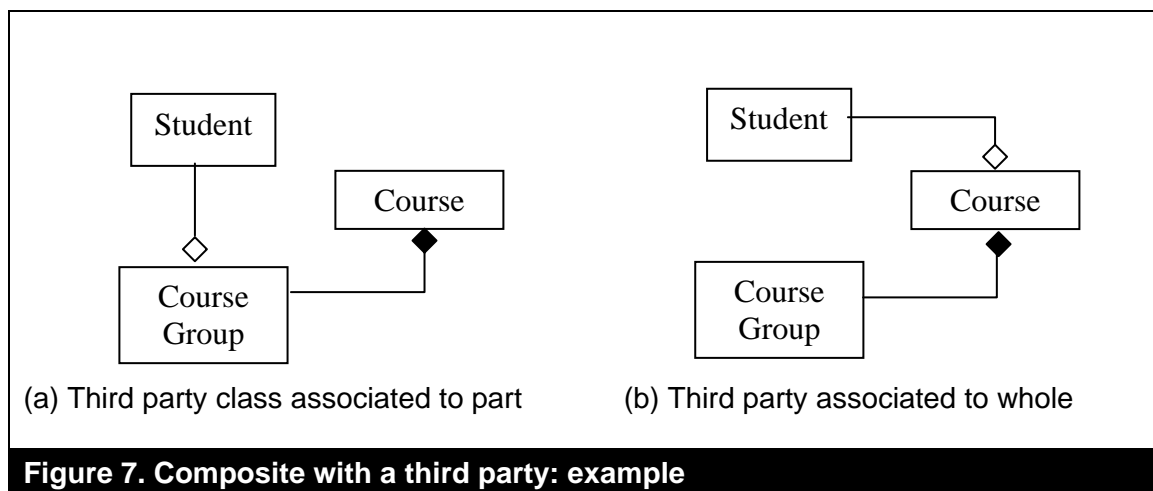 Student
Course
Course
Group
(a) Third party class associated to part
Student
Course
Course
Group
(b) Third party associated to whole
Figure 7. Composite with a third party: example